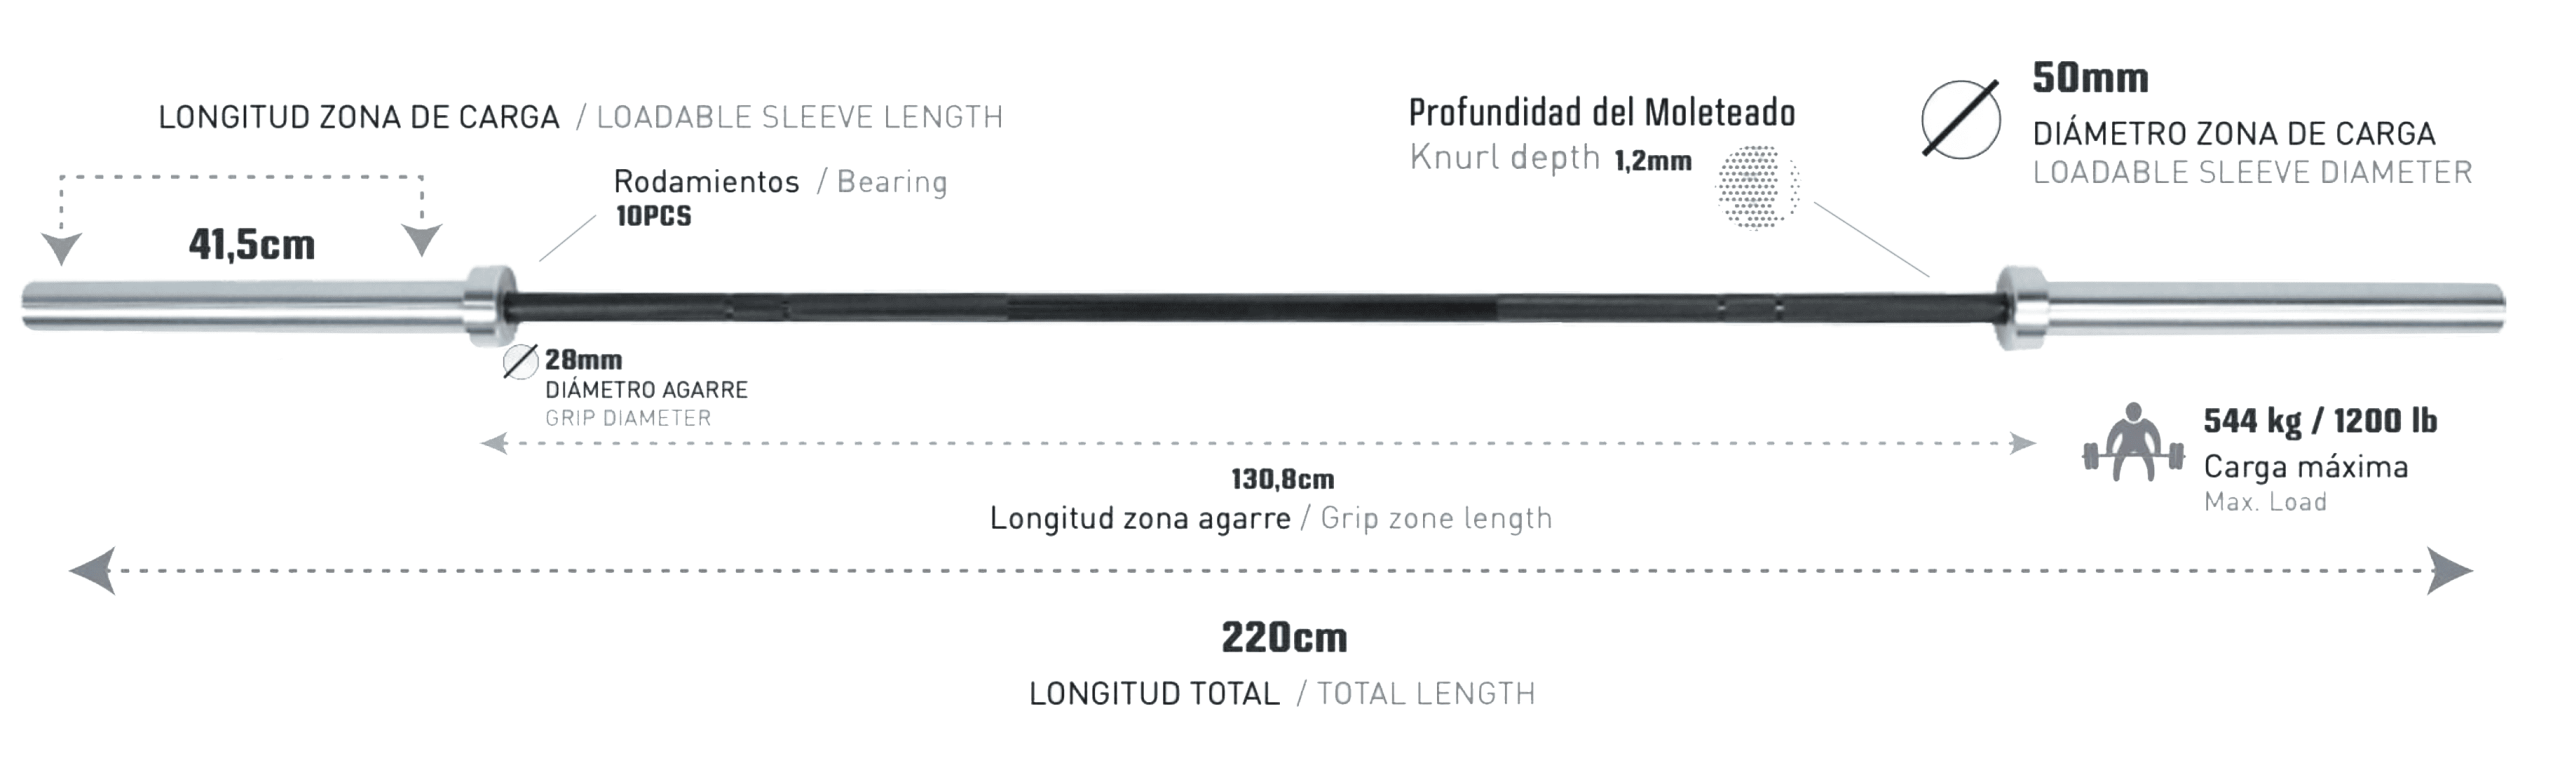 LONGITUD ZONA DE CARGA / LOADABLE SLEEVE LENGTH
41,5cm
Rodamientos / Bearing
10PCS
Profundidad del Moleteado
Knurl depth 1,2mm
50mm
DIÁMETRO ZONA DE CARGA
LOADABLE SLEEVE DIAMETER
28mm
DIÁMETRO AGARRE
GRIP DIAMETER
130,8cm
Longitud zona agarre / Grip zone length
544 kg / 1200 lb
Carga máxima
Max. Load
220cm
LONGITUD TOTAL / TOTAL LENGTH